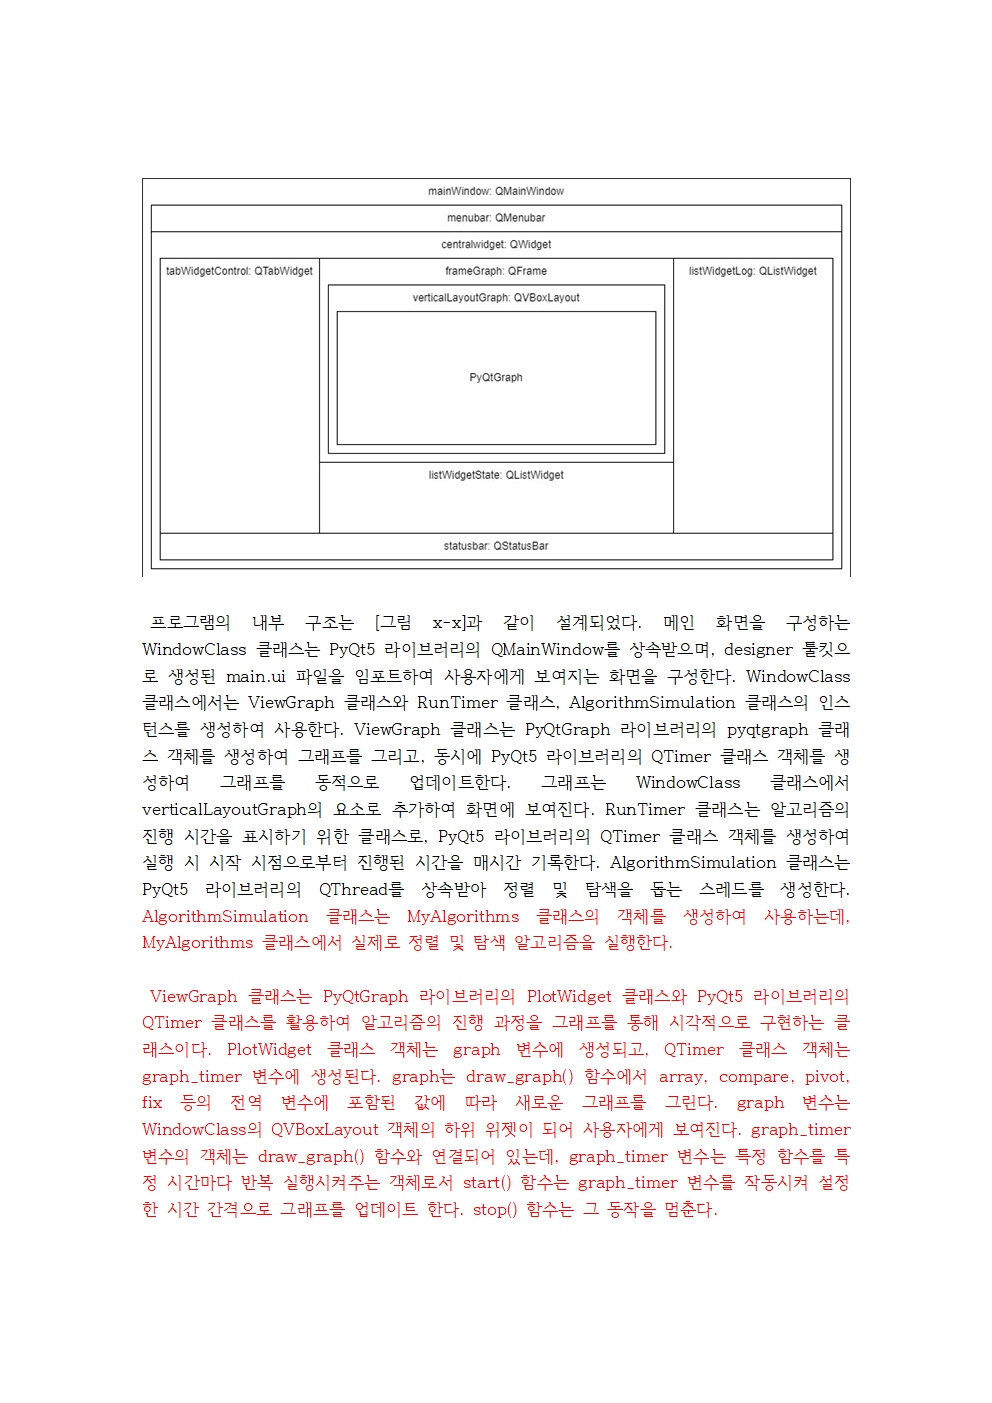 mainWindow: QMainWindow
menubar: QMenubar
centralwidget: QWidget
tabWidgetControl: QTabWidget
frameGraph: QFrame
listWidgetLog: QListWidget
verticalLayoutGraph: QVBoxLayout
PyQtGraph
listWidgetState: QListWidget
statusbar: QStatusBar
프로그램의 내부 구조는 [그림 x-x]과 같이 설계되었다. 메인 화면을 구성하는
WindowClass 클래스는 PyQt5 라이브러리의 QMainWindow를 상속받으며, designer 툴킷으
로 생성된 main.ui 파일을 임포트하여 사용자에게 보여지는 화면을 구성한다. WindowClass
클래스에서는 ViewGraph 클래스와 RunTimer 클래스, AlgorithmSimulation 클래스의 인스
턴스를 생성하여 사용한다. ViewGraph 클래스는 PyQtGraph 라이브러리의 pyqtgraph 클래
스 객체를 생성하여 그래프를 그리고, 동시에 PyQt5 라이브러리의 QTimer 클래스 객체를 생
성하여 그래프를 동적으로 업데이트한다. 그래프는 WindowClass 클래스에서
verticalLayoutGraph의 요소로 추가하여 화면에 보여진다. RunTimer 클래스는 알고리즘의
진행 시간을 표시하기 위한 클래스로, PyQt5 라이브러리의 QTimer 클래스 객체를 생성하여
실행 시 시작 시점으로부터 진행된 시간을 매시간 기록한다. AlgorithmSimulation 클래스는
PyQt5 라이브러리의 QThread를 상속받아 정렬 및 탐색을 돕는 스레드를 생성한다.
AlgorithmSimulation 클래스는 MyAlgorithms 클래스의 객체를 생성하여 사용하는데,
MyAlgorithms 클래스에서 실제로 정렬 및 탐색 알고리즘을 실행한다.
ViewGraph 클래스는 PyQtGraph 라이브러리의 PlotWidget 클래스와 PyQt5 라이브러리의
QTimer 클래스를 활용하여 알고리즘의 진행 과정을 그래프를 통해 시각적으로 구현하는 클
래스이다. PlotWidget 클래스 객체는 graph 변수에 생성되고, QTimer 클래스 객체는
graph_timer 변수에 생성된다. graph는 draw_graph() 함수에서 array, compare, pivot,
fix 등의 전역 변수에 포함된 값에 따라 새로운 그래프를 그린다. graph 변수는
WindowClass의 QVBoxLayout 객체의 하위 위젯이 되어 사용자에게 보여진다. graph_timer
변수의 객체는 draw_graph() 함수와 연결되어 있는데, graph_timer 변수는 특정 함수를 특
정 시간마다 반복 실행시켜주는 객체로서 start() 함수는 graph_timer 변수를 작동시켜 설정
한 시간 간격으로 그래프를 업데이트 한다. stop() 함수는 그 동작을 멈춘다.